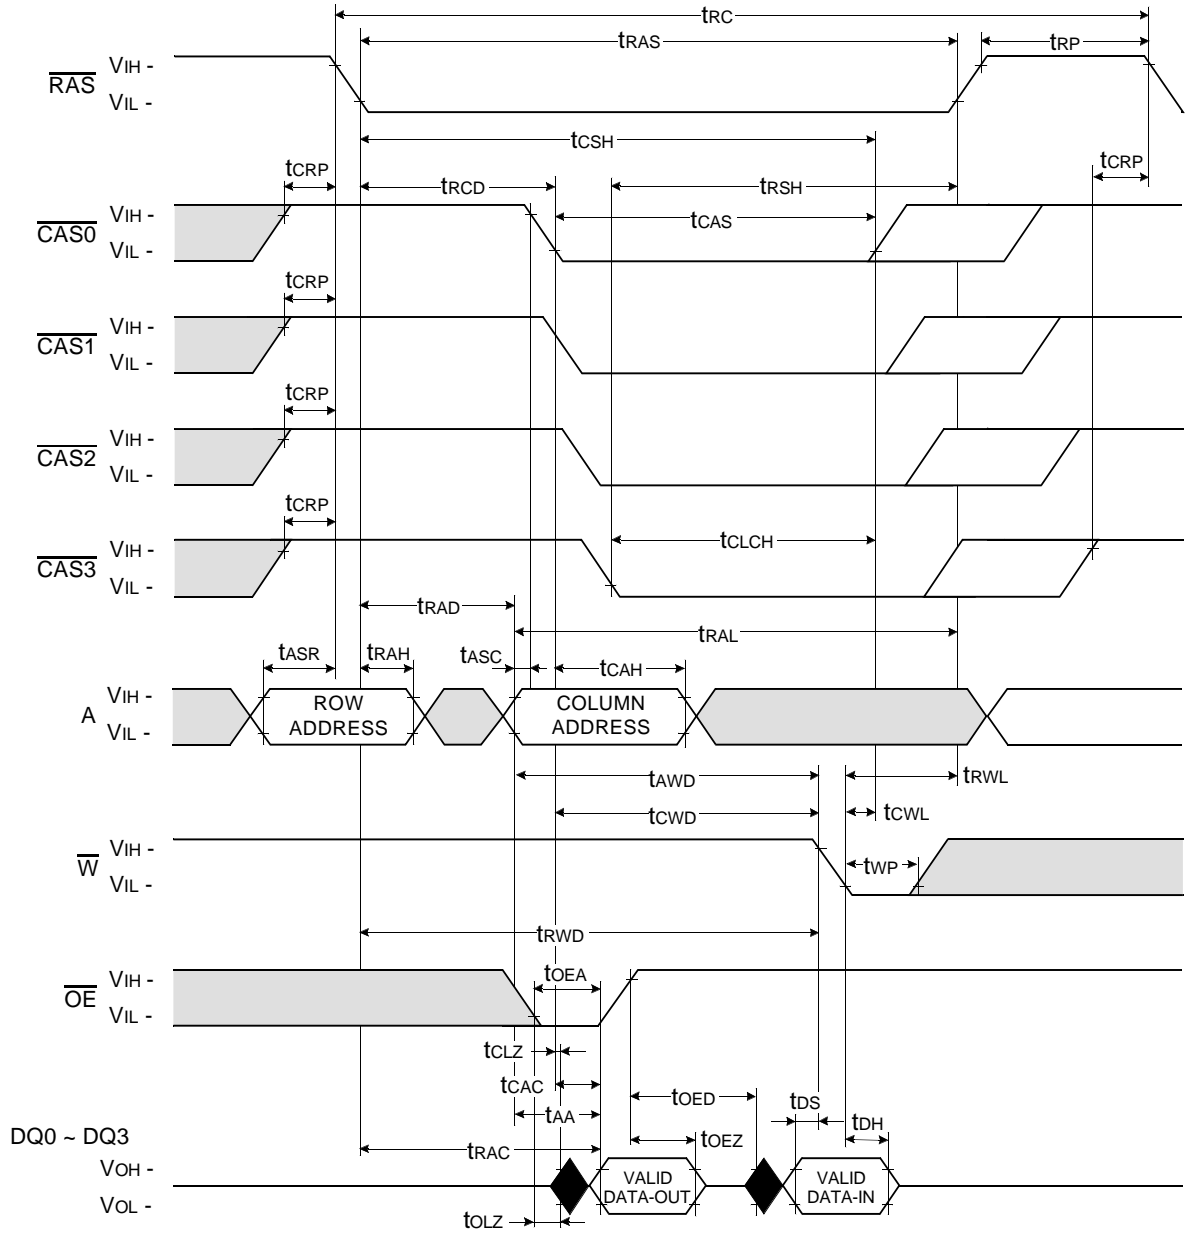 tRC
tRAS
tRP
RAS
VIH -
VIL -
tCSH
tCRP
tRCD
tRSH
tCRP
CAS0
VIH -
VIL -
tCAS
tCRP
CAS1
VIH -
VIL -
tCRP
CAS2
VIH -
VIL -
tCRP
CAS3
VIH -
VIL -
tCLCH
tRAD
tRAL
tASR
tRAH
tASC
tCAH
A
VIH -
VIL -
ROW
ADDRESS
COLUMN
ADDRESS
tAWD
tRWL
tCWD
tCWL
W
VIH -
VIL -
tWP
tRWD
OE
VIH -
VIL -
tOEA
tCLZ
tCAC
tOED
tAA
tDS
tDH
DQ0 ~ DQ3
tRAC
tOEZ
VOH -
VOL -
VALID
DATA-OUT
VALID
DATA-IN
tOLZ